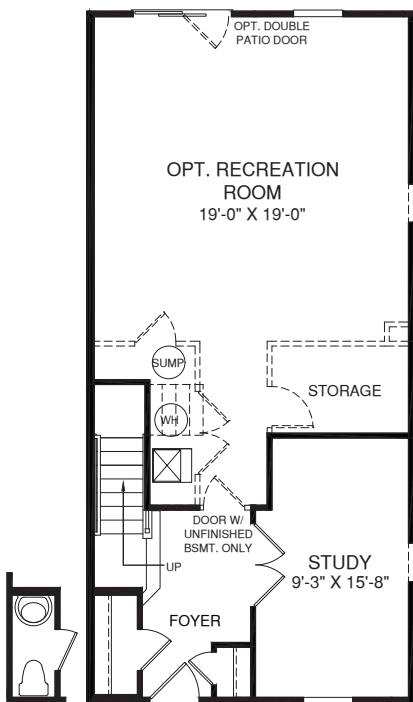 OPT. DOUBLE
PATIO DOOR
OPT. RECREATION
ROOM
19'-0" X 19'-0"
SUMP
STORAGE
WH
DOOR W/
UNFINISHED
BSMT. ONLY
UP
STUDY
9'-3" X 15'-8"
FOYER